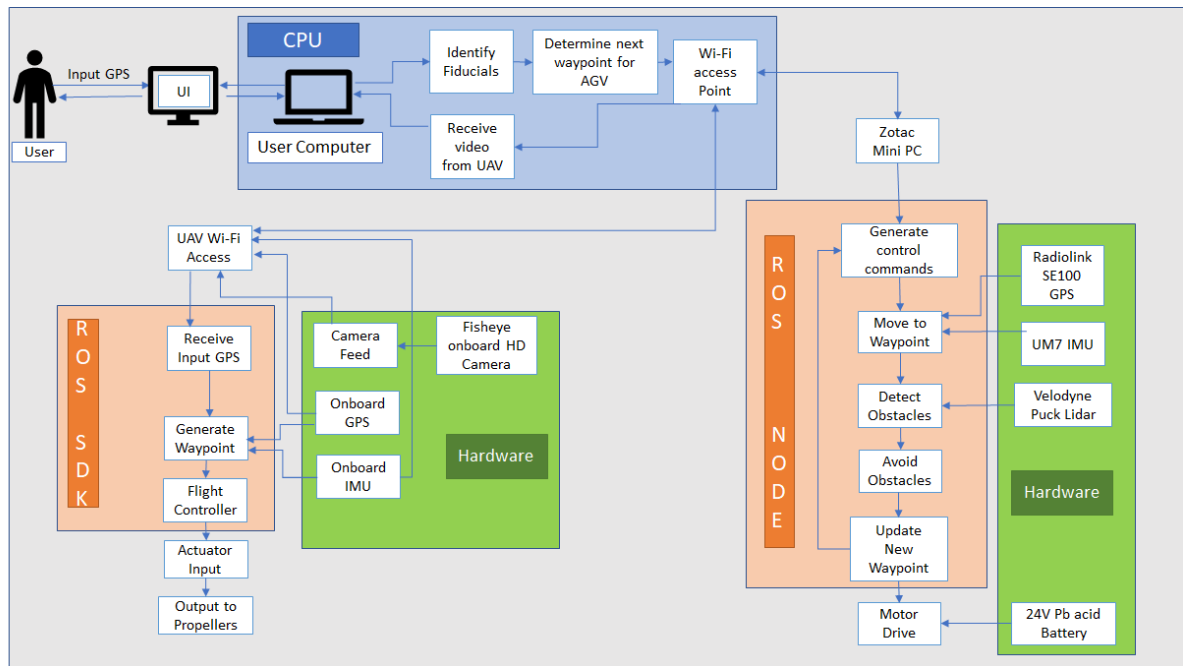 CPU
Input GPS
UI
User
User Computer
Identify
Fiducials
Determine next
waypoint for
AGV
Wi-Fi
access
Point
Receive
video
from UAV
Zotac
Mini PC
UAV Wi-Fi
Access
ROS SDK
Receive
Input GPS
Generate
Waypoint
Flight
Controller
Actuator
Input
Output to
Propellers
Camera
Feed
Fisheye
onboard HD
Camera
Onboard
GPS
Onboard
IMU
Hardware
ROS NODE
Generate
control
commands
Move to
Waypoint
Detect
Obstacles
Avoid
Obstacles
Update
New
Waypoint
Motor
Drive
Radiolink
SE100
GPS
UM7 IMU
Velodyne
Puck Lidar
Hardware
24V Pb acid
Battery